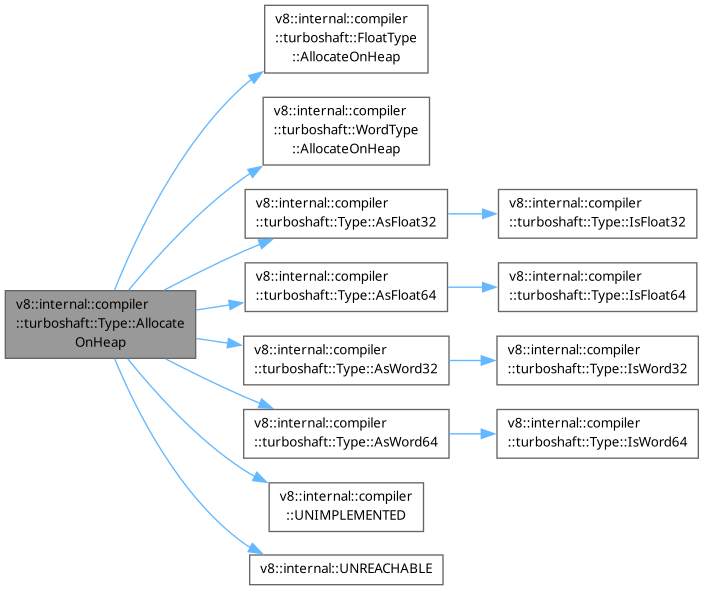 v8::internal::compiler
::turboshaft::FloatType
::AllocateOnHeap
v8::internal::compiler
::turboshaft::WordType
::AllocateOnHeap
v8::internal::compiler
::turboshaft::Type::AsFloat32
v8::internal::compiler
::turboshaft::Type::IsFloat32
v8::internal::compiler
::turboshaft::Type::AsFloat64
v8::internal::compiler
::turboshaft::Type::IsFloat64
v8::internal::compiler
::turboshaft::Type::Allocate
OnHeap
v8::internal::compiler
::turboshaft::Type::AsWord32
v8::internal::compiler
::turboshaft::Type::IsWord32
v8::internal::compiler
::turboshaft::Type::AsWord64
v8::internal::compiler
::turboshaft::Type::IsWord64
v8::internal::compiler
::UNIMPLEMENTED
v8::internal::UNREACHABLE